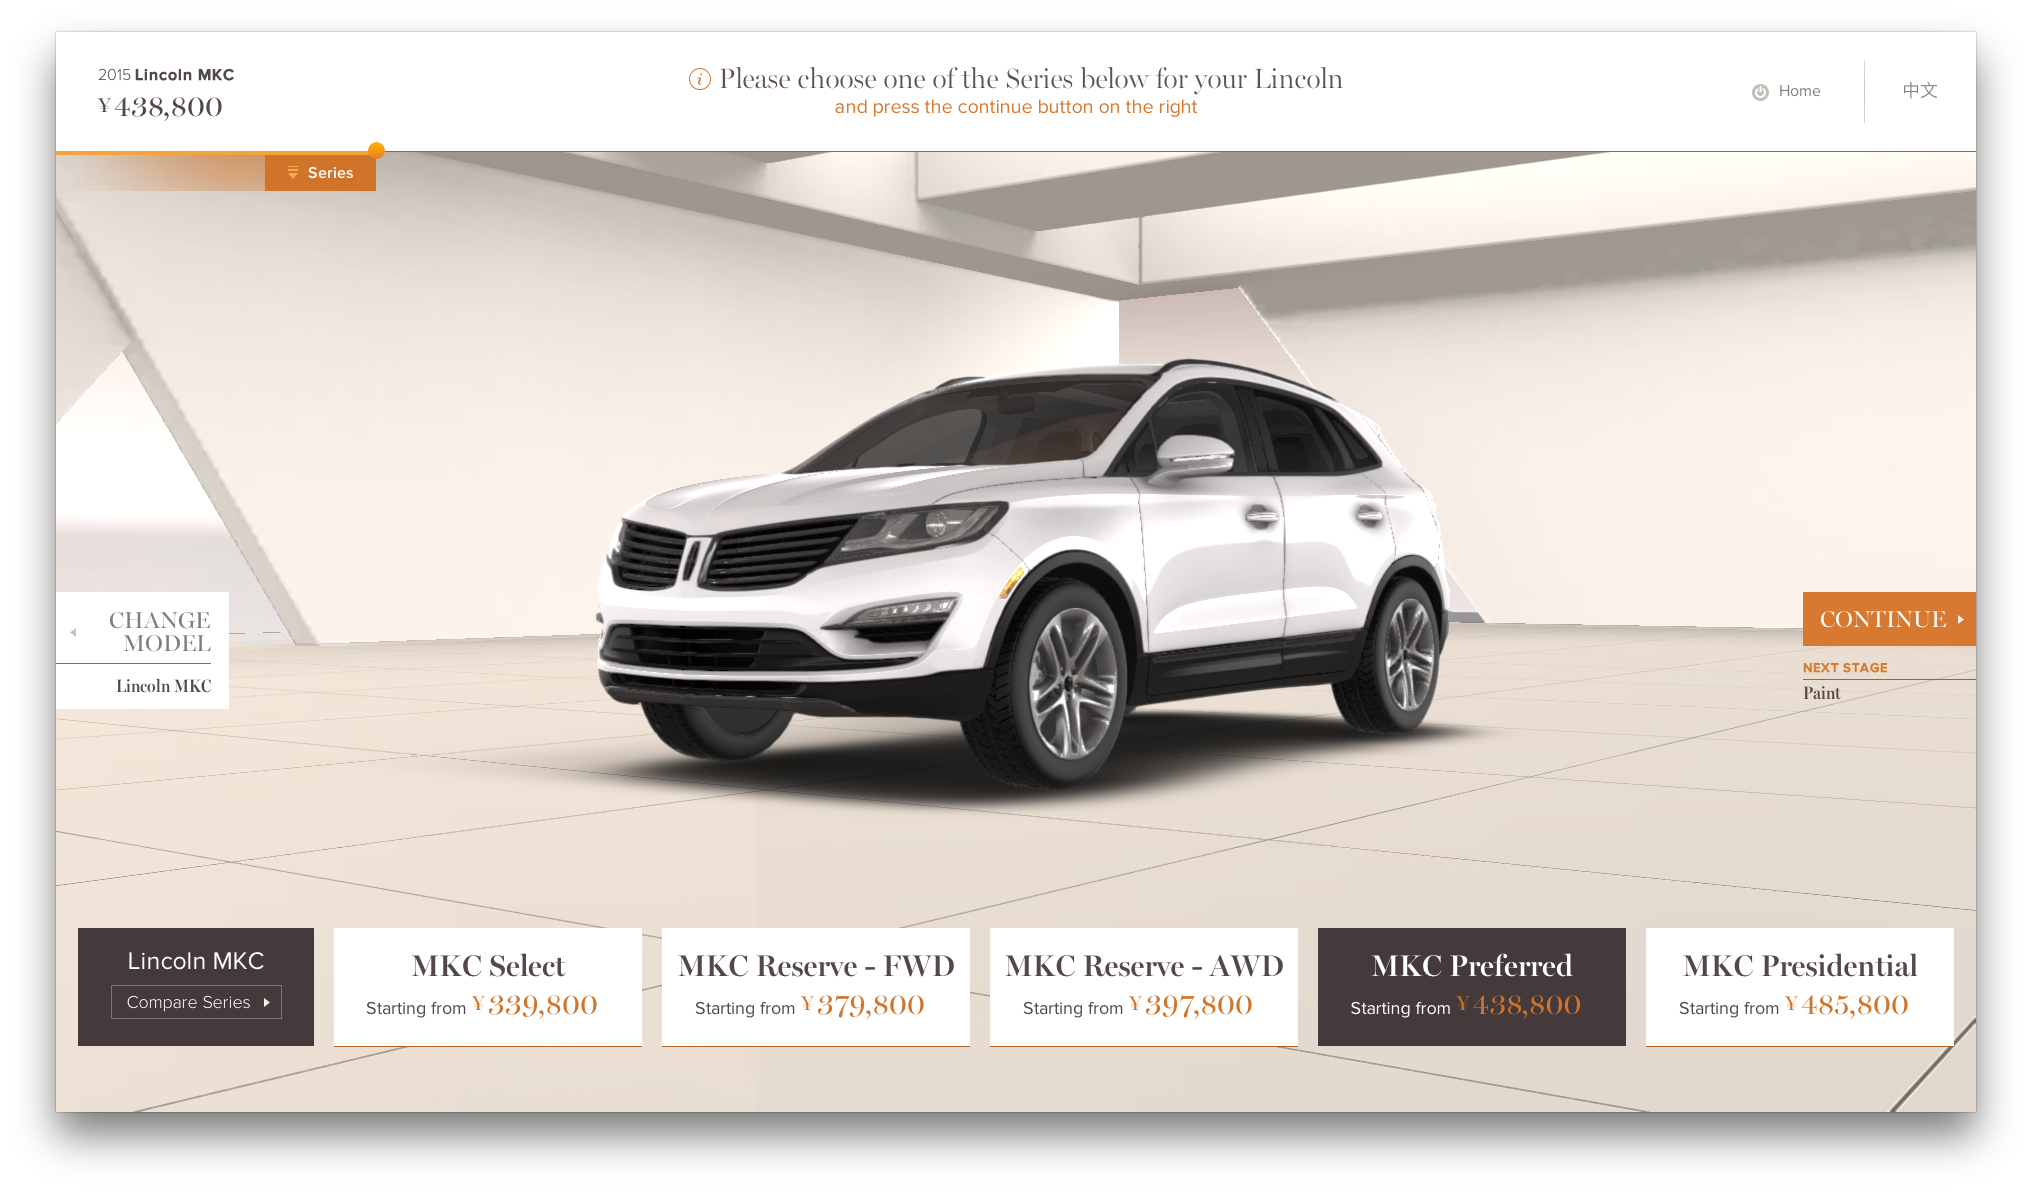 2015 Lincoln MKC
¥438,800
Please choose one of the Series below for your Lincoln
and press the continue button on the right
Home
中文
Series
CHANGE
MODEL
Lincoln MKC
CONTINUE
NEXT STAGE
Paint
Lincoln MKC
Compare Series
MKC Select
Starting from ¥339,800
MKC Reserve - FWD
Starting from ¥379,800
MKC Reserve - AWD
Starting from ¥397,800
MKC Preferred
Starting from ¥438,800
MKC Presidential
Starting from ¥485,800